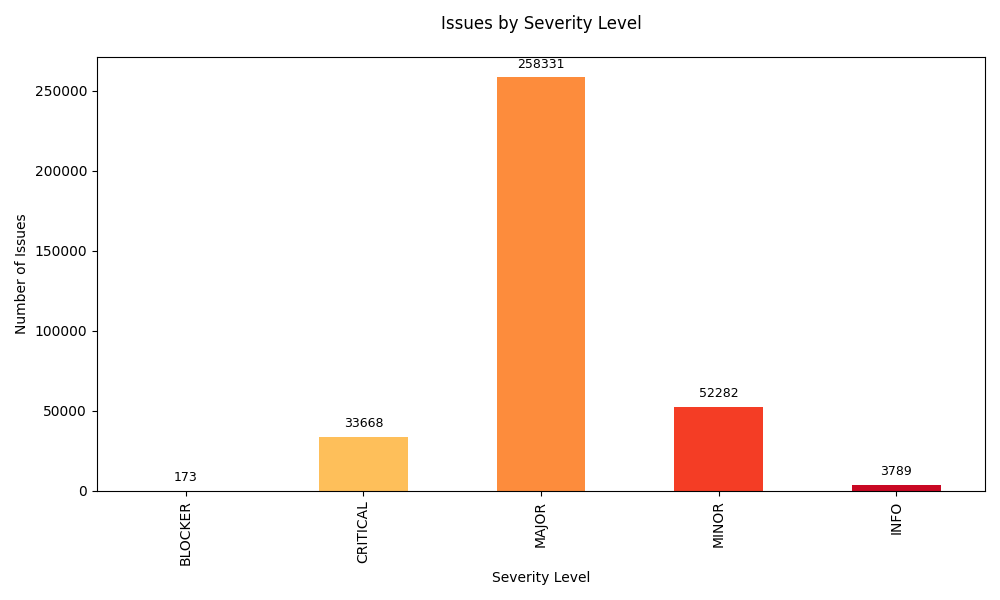 Issues by Severity Level
258331
250000
200000
150000
100000
50000
0
Number of Issues
173
33668
52282
3789
BLOCKER
CRITICAL
MAJOR
MINOR
INFO
Severity Level